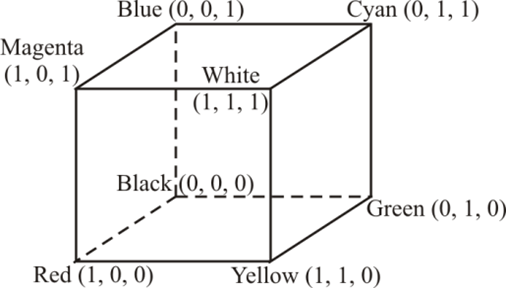 Blue (0, 0, 1)
Cyan (0, 1, 1)
Magenta
(1, 0, 1)
White
(1, 1, 1)
Black (0, 0, 0)
Green (0, 1, 0)
Red (1, 0, 0)
Yellow (1, 1, 0)